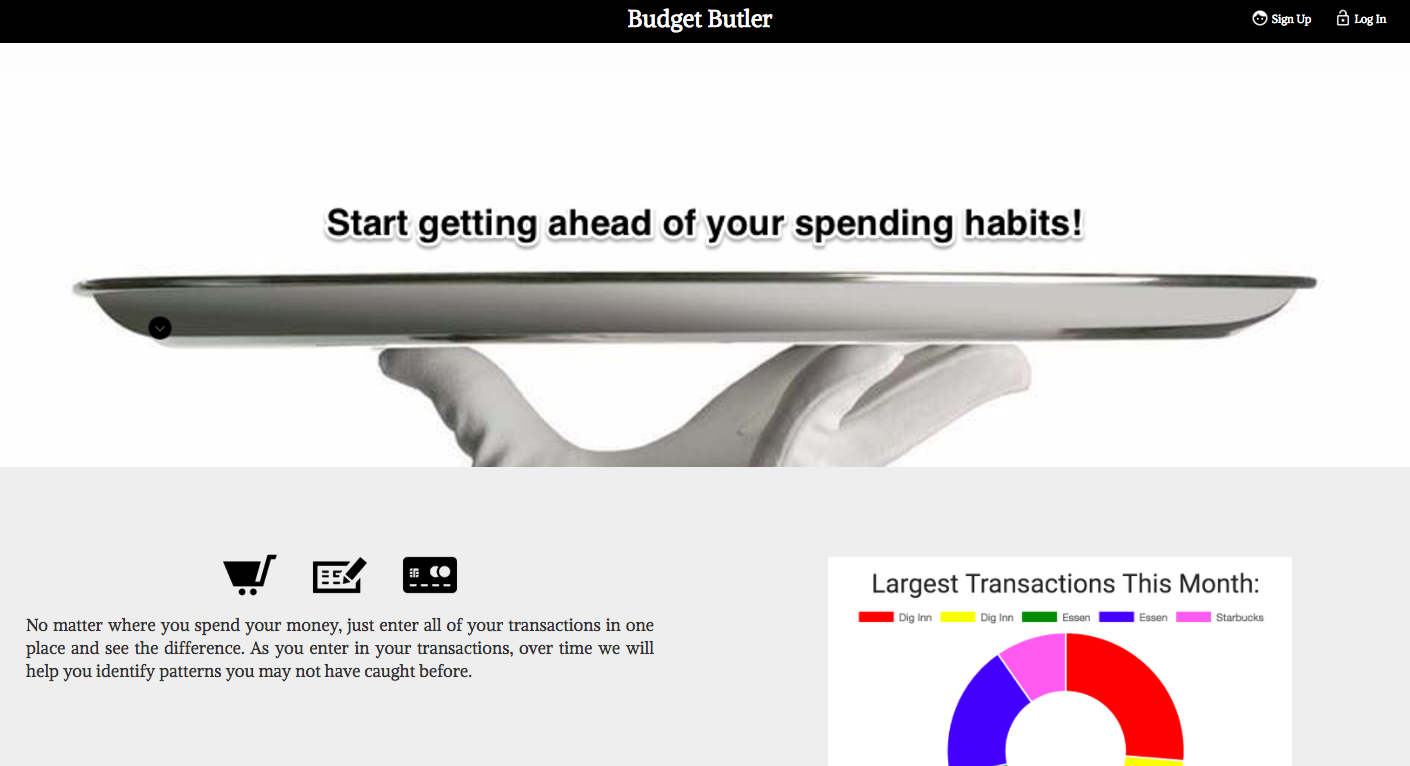 Budget Butler
Sign Up
Log In
Start getting ahead of your spending habits!
No matter where you spend your money, just enter all of your transactions in one
place and see the difference. As you enter in your transactions, over time we will
help you identify patterns you may not have caught before.
Largest Transactions This Month:
Dig Inn Dig Inn Essen Essen Starbucks